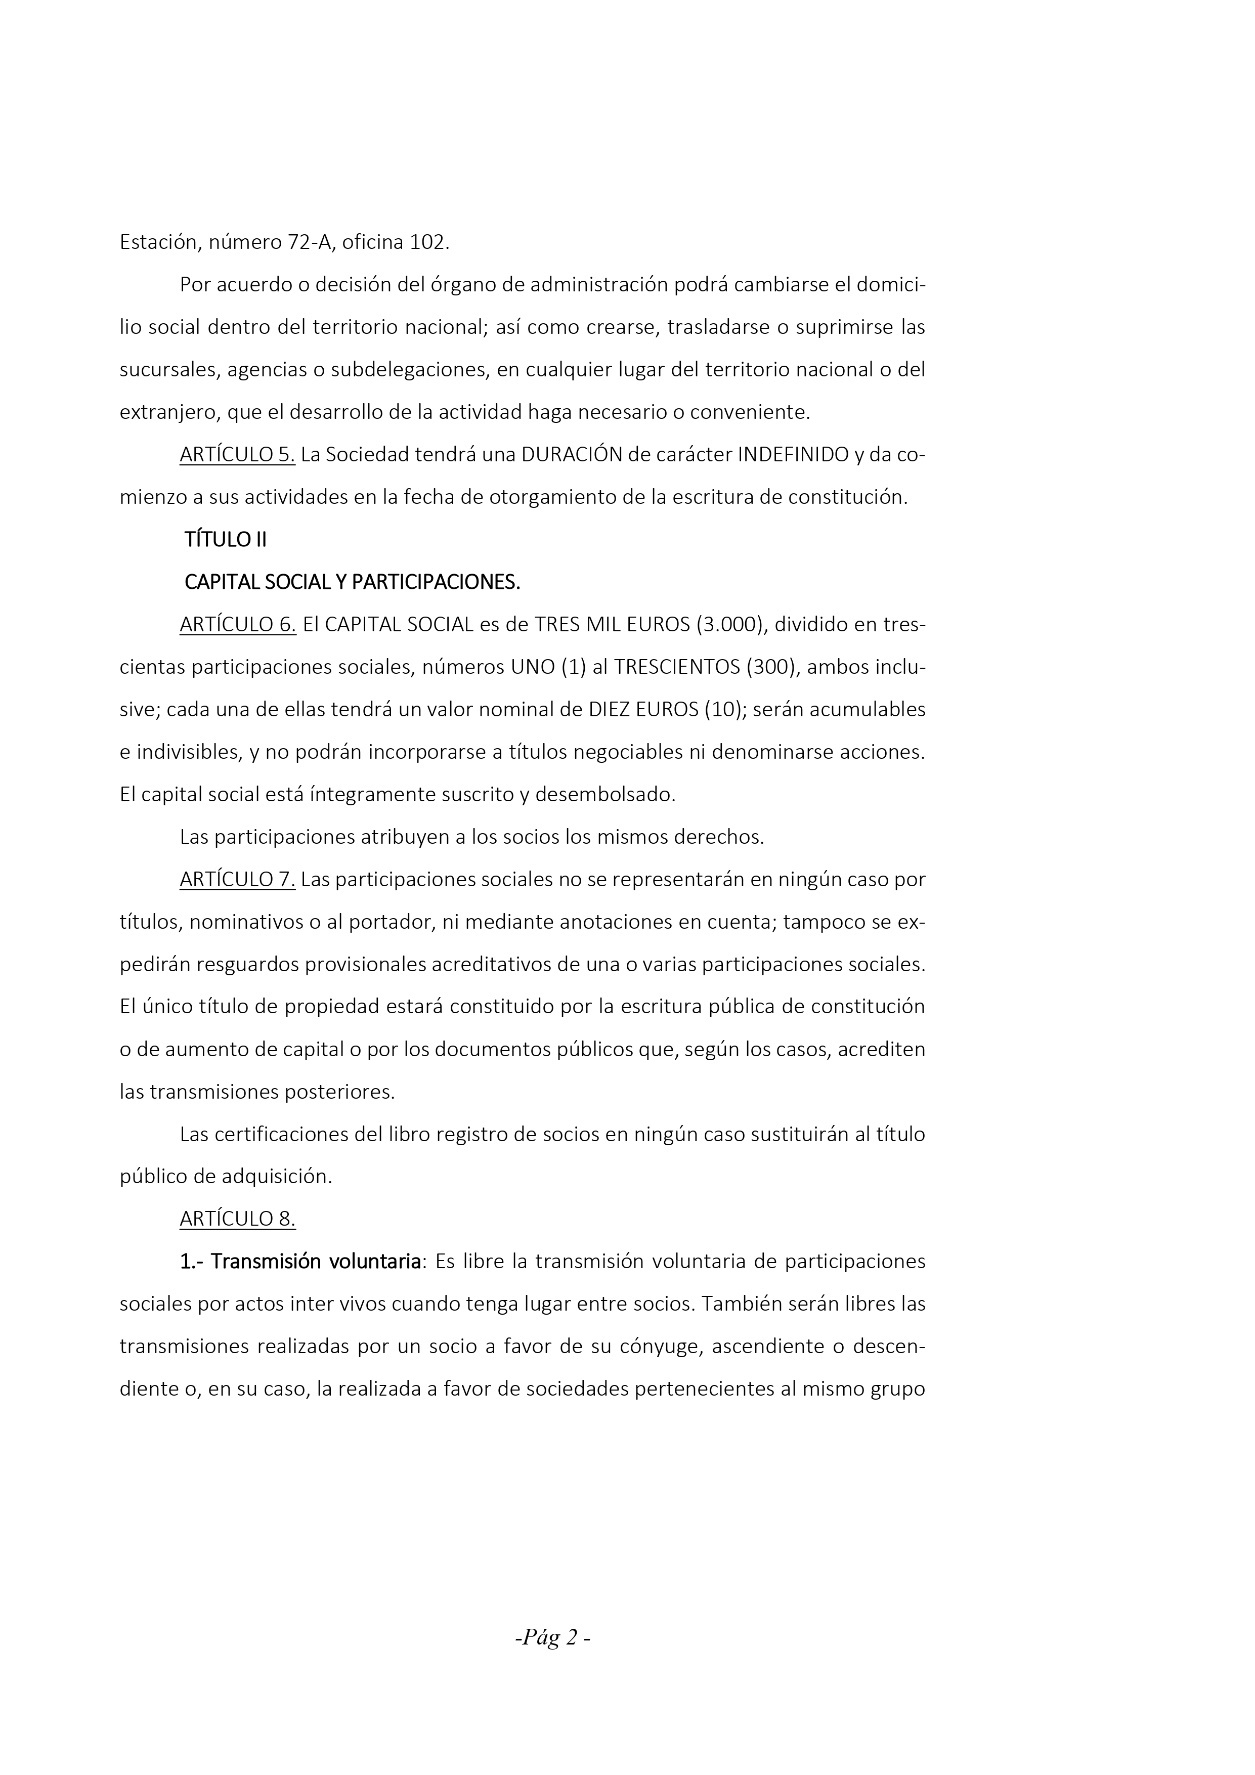 Estación, número 72-A, oficina 102.
Por acuerdo o decisión del órgano de administración podrá cambiarse el domici-
lio social dentro del territorio nacional; así como crearse, trasladarse o suprimirse las
sucursales, agencias o subdelegaciones, en cualquier lugar del territorio nacional o del
extranjero, que el desarrollo de la actividad haga necesario o conveniente.
ARTÍCULO 5. La Sociedad tendrá una DURACIÓN de carácter INDEFINIDO y da co-
mienzo a sus actividades en la fecha de otorgamiento de la escritura de constitución.
TÍTULO II
CAPITAL SOCIAL Y PARTICIPACIONES.
ARTÍCULO 6. El CAPITAL SOCIAL es de TRES MIL EUROS (3.000), dividido en tres-
cientas participaciones sociales, números UNO (1) al TRESCIENTOS (300), ambos inclu-
sive; cada una de ellas tendrá un valor nominal de DIEZ EUROS (10); serán acumulables
e indivisibles, y no podrán incorporarse a títulos negociables ni denominarse acciones.
El capital social está íntegramente suscrito y desembolsado.
Las participaciones atribuyen a los socios los mismos derechos.
ARTÍCULO 7. Las participaciones sociales no se representarán en ningún caso por
títulos, nominativos o al portador, ni mediante anotaciones en cuenta; tampoco se ex-
pedirán resguardos provisionales acreditativos de una o varias participaciones sociales.
El único título de propiedad estará constituido por la escritura pública de constitución
o de aumento de capital o por los documentos públicos que, según los casos, acrediten
las transmisiones posteriores.
Las certificaciones del libro registro de socios en ningún caso sustituirán al título
público de adquisición.
ARTÍCULO 8.
1.- Transmisión voluntaria: Es libre la transmisión voluntaria de participaciones
sociales por actos inter vivos cuando tenga lugar entre socios. También serán libres las
transmisiones realizadas por un socio a favor de su cónyuge, ascendiente o descen-
diente o, en su caso, la realizada a favor de sociedades pertenecientes al mismo grupo
-Pág 2 -